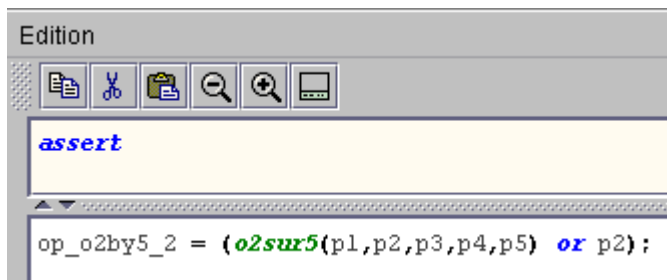 Edition
assert
op_o2by5_2 = (o2sur5(p1,p2,p3,p4,p5) or p2);